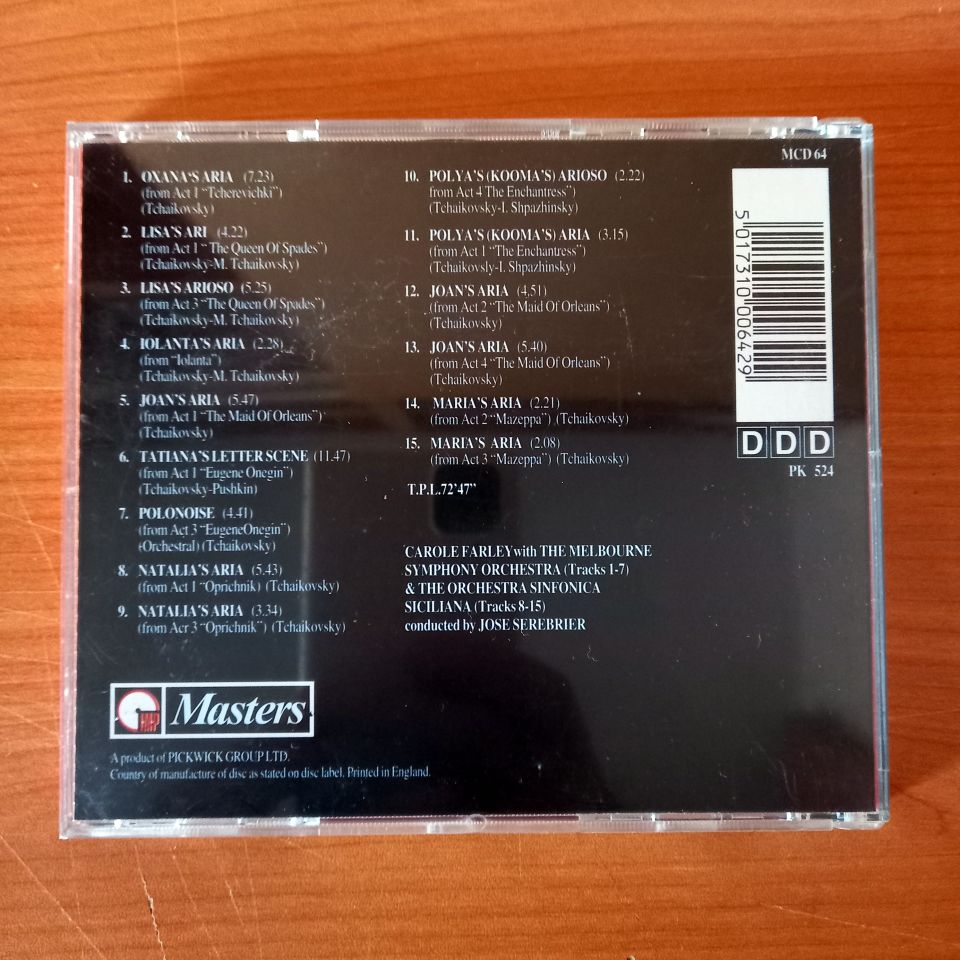 MCD 64
1. OXANA'S ARIA (7.23)
(from Act 1 "Tcherevichki")
(Tchaikovsky)
2. LISA'S ARI (4.22)
(from Act 1 " The Queen Of Spades")
(Tchaikovsky-M. Tchaikovsky)
3. LISA'S ARIOSO (5.25)
(from Act 3 "The Queen Of Spades")
(Tchaikovsky-M. Tchaikovsky)
4. IOLANTA'S ARIA (2.28)
(from "Iolanta")
(Tchaikovsky-M. Tchaikovsky)
5. JOAN'S ARIA (5.47)
(from Act 1 "The Maid Of Orleans")
(Tchaikovsky)
6. TATIANA'S LETTER SCENE (11.47)
(from Act 1 "Eugene Onegin")
(Tchaikovsky-Pushkin)
7. POLONOISE (4.41)
(from Act 3 "EugeneOnegin")
(Orchestral) (Tchaikovsky)
8. NATALIA'S ARIA (5.43)
(from Act 1 "Oprichnik) (Tchaikovsky)
9. NATALIA'S ARIA (3.34)
(from Acr 3 "Oprichnik") (Tchaikovsky)
10. POLYA'S (KOOMA'S) ARIOSO (2.22)
from Act 4 The Enchantress")
(Tchaikovsky-I. Shpazhinsky)
11. POLYA'S (KOOMA'S) ARIA (3.15)
(from Act 1 "The Enchantress")
(Tchaikovsly-I. Shpazhinsky)
12. JOAN'S ARIA (4,51)
(from Act 2 "The Maid Of Orleans")
(Tchaikovsky)
13. JOAN'S ARIA (5.40)
(from Act 4 "The Maid Of Orleans")
(Tchaikovsky)
14. MARIA'S ARIA (2.21)
(from Act 2 "Mazeppa") (Tchaikovsky)
15. MARIA'S ARIA (2.08)
(from Act 3 "Mazeppa) (Tchaikovsky)
T.P.L.72'47"
CAROLE FARLEY with THE MELBOURNE
SYMPHONY ORCHESTRA (Tracks 1-7)
& THE ORCHESTRA SINFONICA
SICILIANA (Tracks 8-15)
conducted by JOSE SEREBRIER
5 017310 006429
DDD
PK 524
Masters
A product of PICKWICK GROUP LTD.
Country of manufacture of disc as stated on disc label. Printed in England.